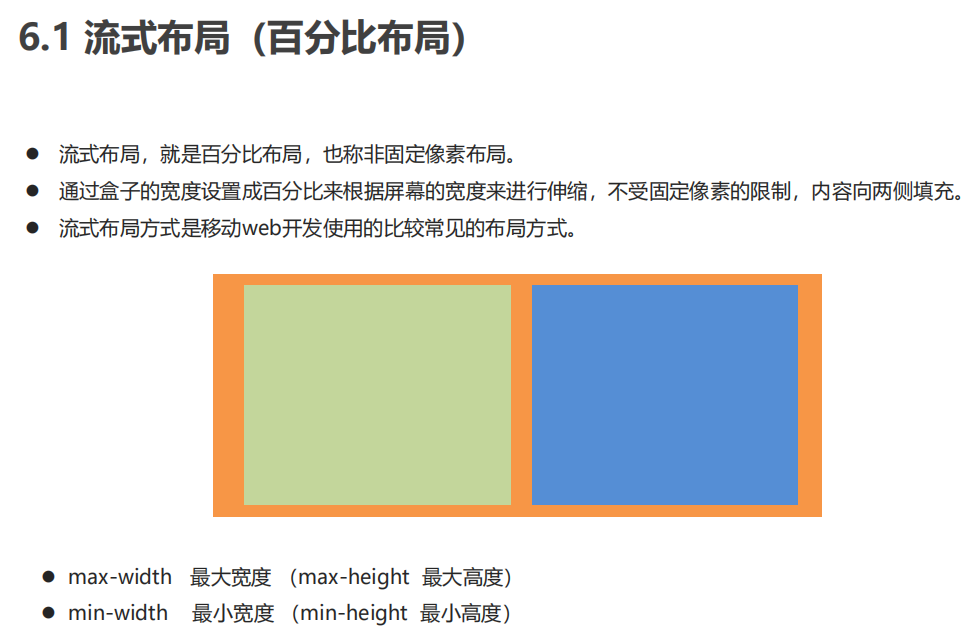 6.1 流式布局（百分比布局）
● 流式布局，就是百分比布局，也称非固定像素布局。
● 通过盒子的宽度设置成百分比来根据屏幕的宽度来进行伸缩，不受固定像素的限制，内容向两侧填充。
● 流式布局方式是移动web开发使用的比较常见的布局方式。
● max-width 最大宽度 （max-height 最大高度）
● min-width 最小宽度 （min-height 最小高度）